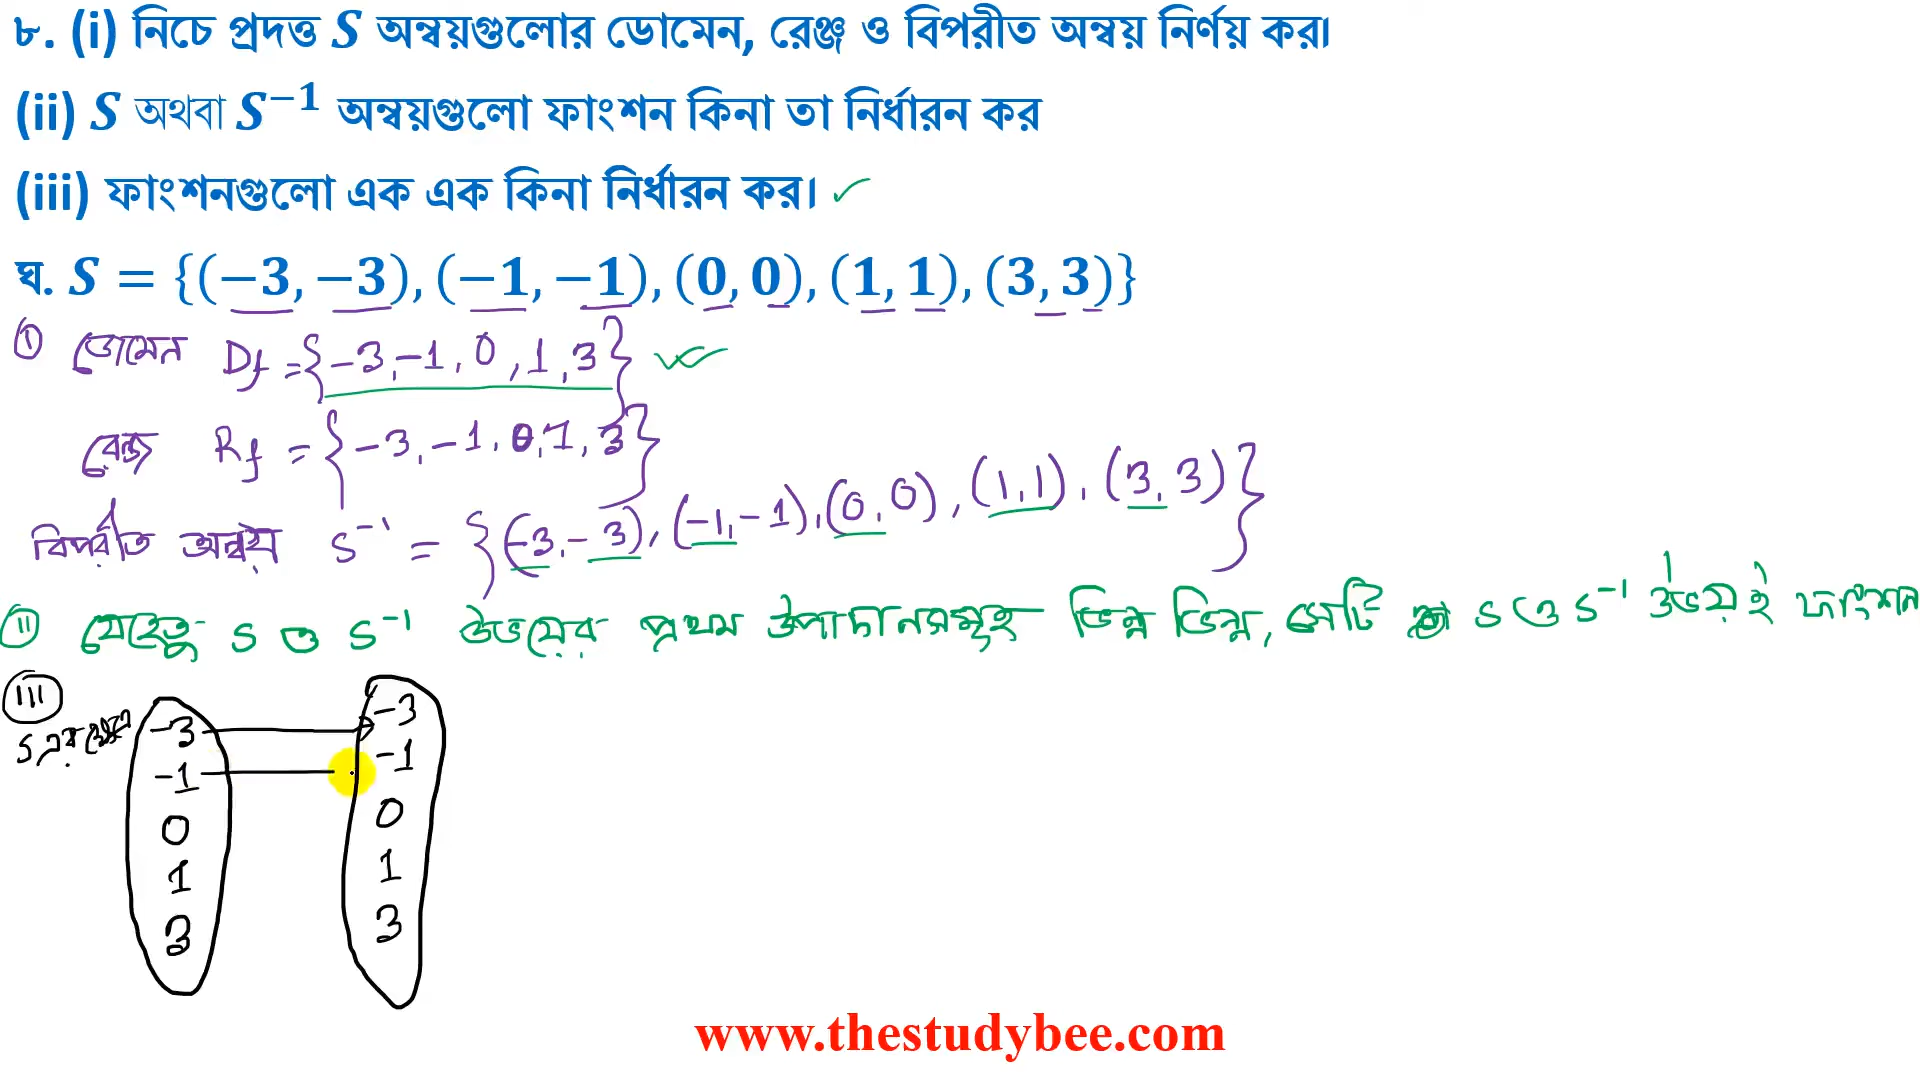 ৮. (i) নিচে প্রদত্ত S অন্বয়গুলোর ডোমেন, রেঞ্জ ও বিপরীত অন্বয় নির্ণয় কর।
(ii) S অথবা S⁻¹ অন্বয়গুলো ফাংশন কিনা তা নির্ধারন কর
(iii) ফাংশনগুলো এক এক কিনা নির্ধারন কর। ✓
ঘ. S = {(−3, −3), (−1, −1), (0, 0), (1, 1), (3, 3)}
(i) ডোমেন Df = {-3, -1, 0, 1, 3}
রেন্জ Rf = {-3, -1, 0, 1, 3}
বিপরীত অন্বয় S⁻¹ = {(-3, -3), (-1, -1), (0, 0), (1, 1), (3, 3)}
(ii) যেহেতু S ও S⁻¹ উভয়ের প্রথম উপাদানসমূহ ভিন্ন ভিন্ন, S ও S⁻¹ উভয়ই ফাংশন
(iii)
S এর
-3 -3
-1 -1
0 0
1 1
3 3
www.thestudybee.com